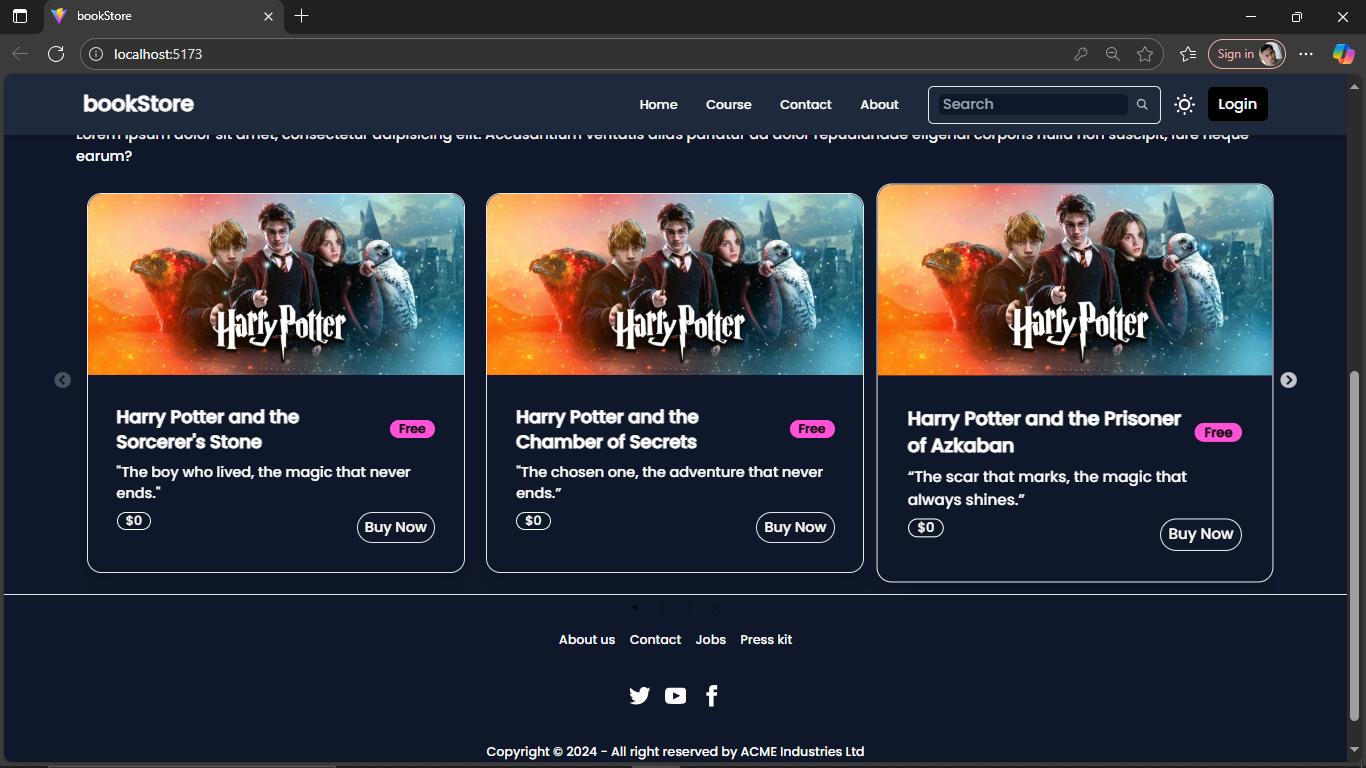 bookStore
localhost:5173
Sign in
bookStore
Home Course Contact About
Search
Login
Lorem ipsum dolor sit amet, consectetur adipisicing elit. Accusantium veritatis alias pariatur ad dolor repudiandae eligendi corporis nulla non suscipit, iure neque
earum?
Harry Potter
Harry Potter and the
Sorcerer's Stone
Free
"The boy who lived, the magic that never
ends."
$0
Buy Now
Harry Potter
Harry Potter and the
Chamber of Secrets
Free
"The chosen one, the adventure that never
ends.”
$0
Buy Now
Harry Potter
Harry Potter and the Prisoner
of Azkaban
Free
“The scar that marks, the magic that
always shines.”
$0
Buy Now
About us Contact Jobs Press kit
Copyright © 2024 - All right reserved by ACME Industries Ltd